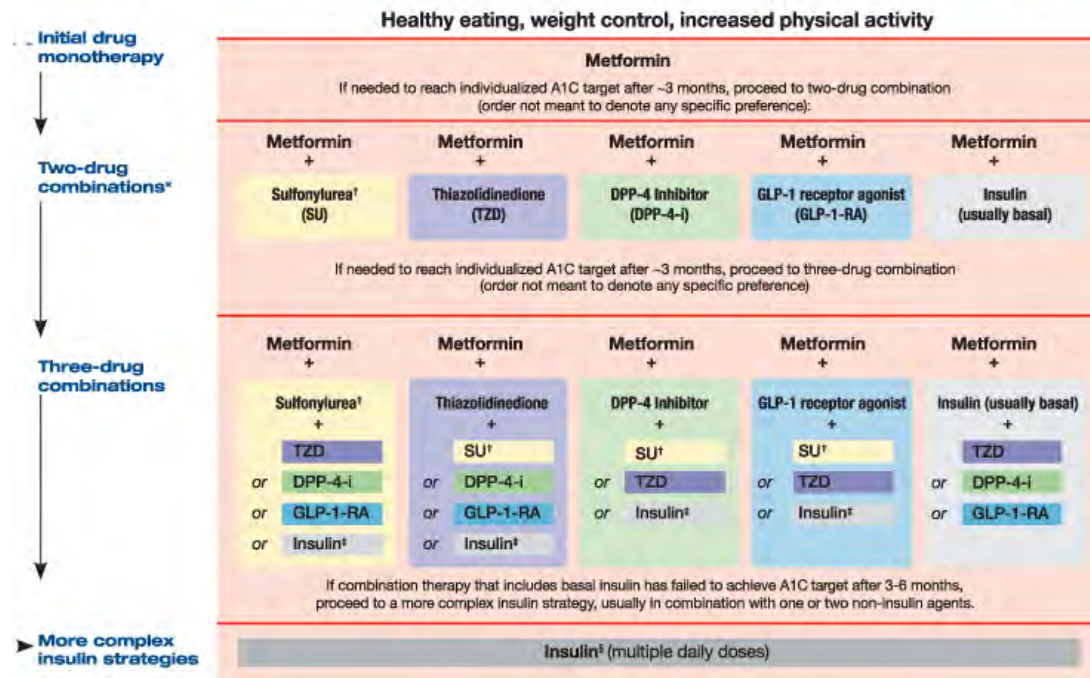 Healthy eating, weight control, increased physical activity
Initial drug
monotherapy
Metformin
If needed to reach individualized A1C target after ~3 months, proceed to two-drug combination
(order not meant to denote any specific preference):
Two-drug
combinations*
Metformin
+
Sulfonylurea†
(SU)
Metformin
+
Thiazolidinedione
(TZD)
Metformin
+
DPP-4 Inhibitor
(DPP-4-i)
Metformin
+
GLP-1 receptor agonist
(GLP-1-RA)
Metformin
+
Insulin
(usually basal)
If needed to reach individualized A1C target after ~3 months, proceed to three-drug combination
(order not meant to denote any specific preference)
Three-drug
combinations
Metformin
+
Sulfonylurea†
+
TZD
or DPP-4-i
or GLP-1-RA
or Insulin‡
Metformin
+
Thiazolidinedione
+
SU†
or DPP-4-i
or GLP-1-RA
or Insulin‡
Metformin
+
DPP-4 Inhibitor
+
SU†
or TZD
or Insulin‡
Metformin
+
GLP-1 receptor agonist
+
SU†
or TZD
or Insulin‡
Metformin
+
Insulin (usually basal)
+
TZD
or DPP-4-i
or GLP-1-RA
If combination therapy that includes basal insulin has failed to achieve A1C target after 3-6 months,
proceed to a more complex insulin strategy, usually in combination with one or two non-insulin agents.
More complex
insulin strategies
Insulin§ (multiple daily doses)